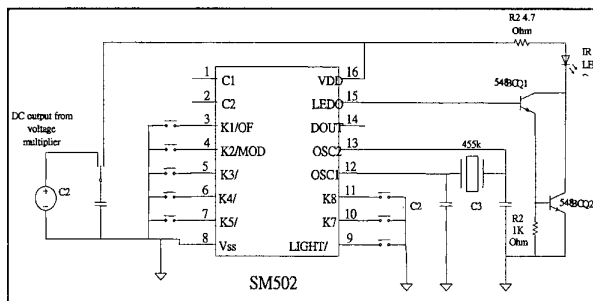 R2 4.7
Ohm
IR
LE
1 C1
2 C2
3 K1/OF
4 K2/MOD
5 K3/
6 K4/
7 K5/
8 Vss
VDD 16
LEDO 15
DOUT 14
OSC2 13
OSC1 12
K8 11
K7 10
LIGHT/ 9
SM502
DC output from
voltage
multiplier
C2
455k
C2
C3
548BCQ1
548BCQ2
R2
1K
Ohm